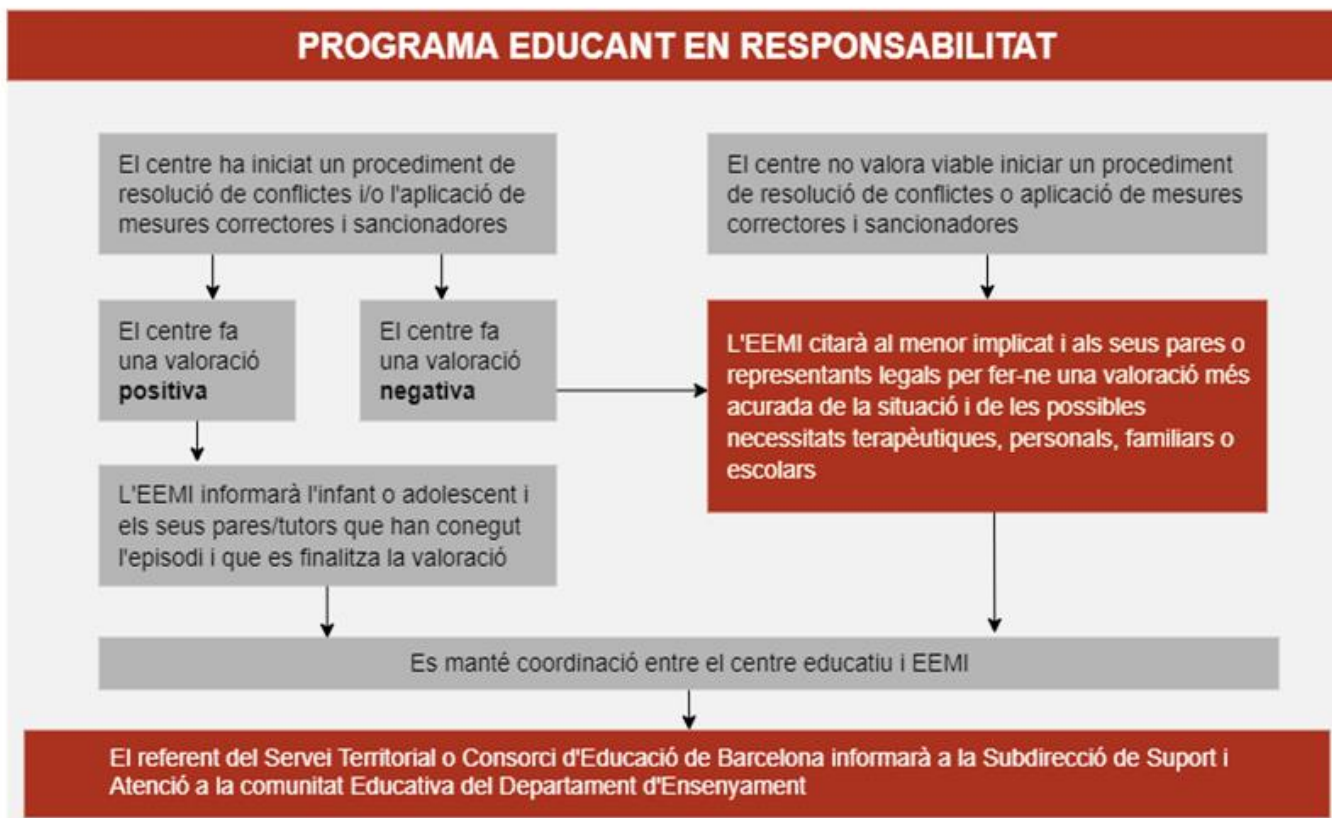 PROGRAMA EDUCANT EN RESPONSABILITAT
El centre ha iniciat un procediment de
resolució de conflictes i/o l'aplicació de
mesures correctores i sancionadores
El centre no valora viable iniciar un procediment
de resolució de conflictes o aplicació de mesures
correctores i sancionadores
El centre fa
una valoració
positiva
El centre fa
una valoració
negativa
L'EEMI citarà al menor implicat i als seus pares o
representants legals per fer-ne una valoració més
acurada de la situació i de les possibles
necessitats terapèutiques, personals, familiars o
escolars
L'EEMI informarà l'infant o adolescent i
els seus pares/tutors que han conegut
l'episodi i que es finalitza la valoració
Es manté coordinació entre el centre educatiu i EEMI
El referent del Servei Territorial o Consorci d'Educació de Barcelona informarà a la Subdirecció de Suport i
Atenció a la comunitat Educativa del Departament d'Ensenyament